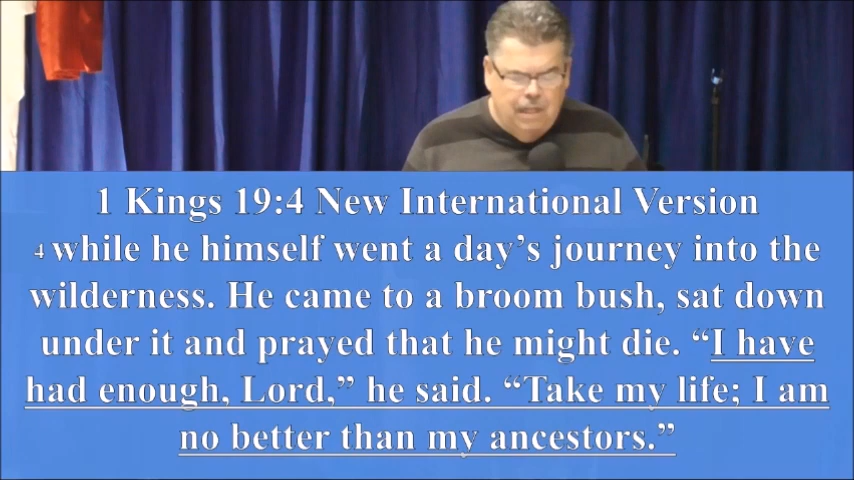 1 Kings 19:4 New International Version
4 while he himself went a day’s journey into the
wilderness. He came to a broom bush, sat down
under it and prayed that he might die. “I have
had enough, Lord,” he said. “Take my life; I am
no better than my ancestors.”